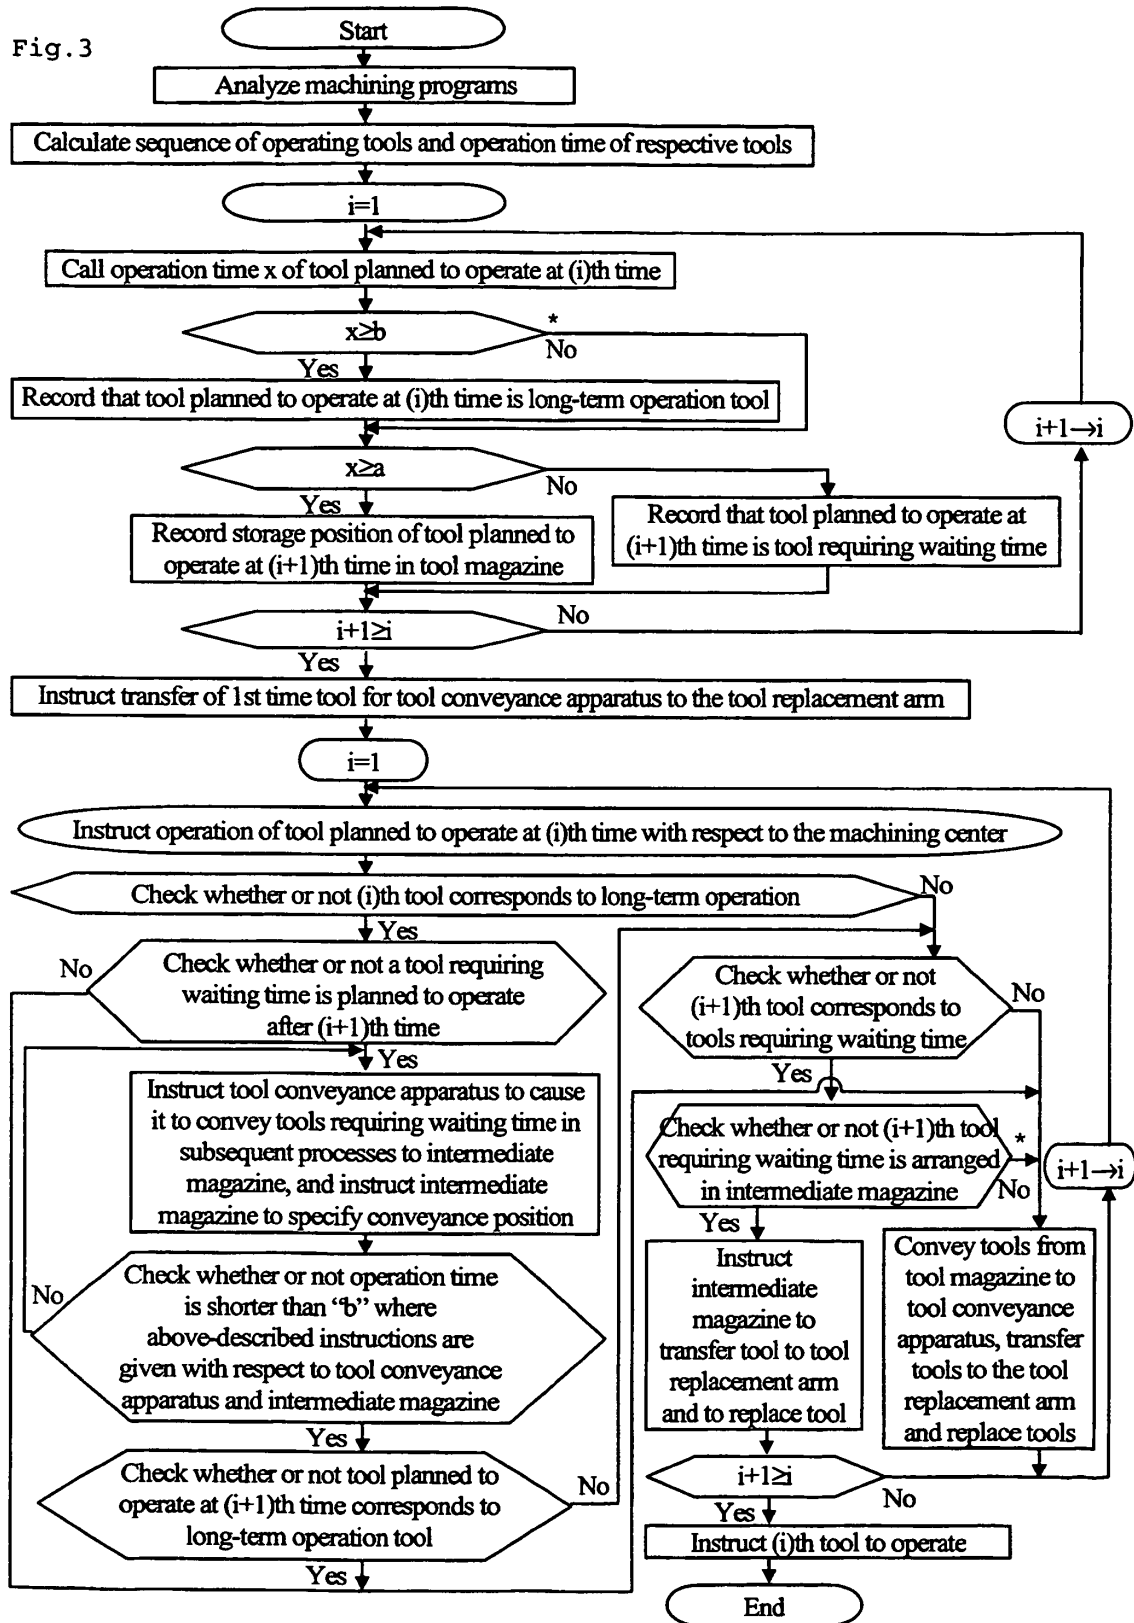 Fig.3
Start
Analyze machining programs
Calculate sequence of operating tools and operation time of respective tools
i=1
Call operation time x of tool planned to operate at (i)th time
x≥b
*
No
Yes
Record that tool planned to operate at (i)th time is long-term operation tool
i+1→i
x≥a
No
Yes
Record storage position of tool planned to
operate at (i+1)th time in tool magazine
Record that tool planned to operate at
(i+1)th time is tool requiring waiting time
i+1≥i
No
Yes
Instruct transfer of 1st time tool for tool conveyance apparatus to the tool replacement arm
i=1
Instruct operation of tool planned to operate at (i)th time with respect to the machining center
Check whether or not (i)th tool corresponds to long-term operation
No
Yes
No
Check whether or not a tool requiring
waiting time is planned to operate
after (i+1)th time
Yes
Instruct tool conveyance apparatus to cause
it to convey tools requiring waiting time in
subsequent processes to intermediate
magazine, and instruct intermediate
magazine to specify conveyance position
No
Check whether or not operation time
is shorter than “b” where
above-described instructions are
given with respect to tool conveyance
apparatus and intermediate magazine
Yes
Check whether or not tool planned to
operate at (i+1)th time corresponds to
long-term operation tool
No
Yes
Check whether or not
(i+1)th tool corresponds to
tools requiring waiting time
No
Yes
Check whether or not (i+1)th tool
requiring waiting time is arranged
in intermediate magazine
*
No
i+1→i
Yes
Instruct
intermediate
magazine to
transfer tool to tool
replacement arm
and to replace tool
Convey tools from
tool magazine to
tool conveyance
apparatus, transfer
tools to the tool
replacement arm
and replace tools
i+1≥i
No
Yes
Instruct (i)th tool to operate
End